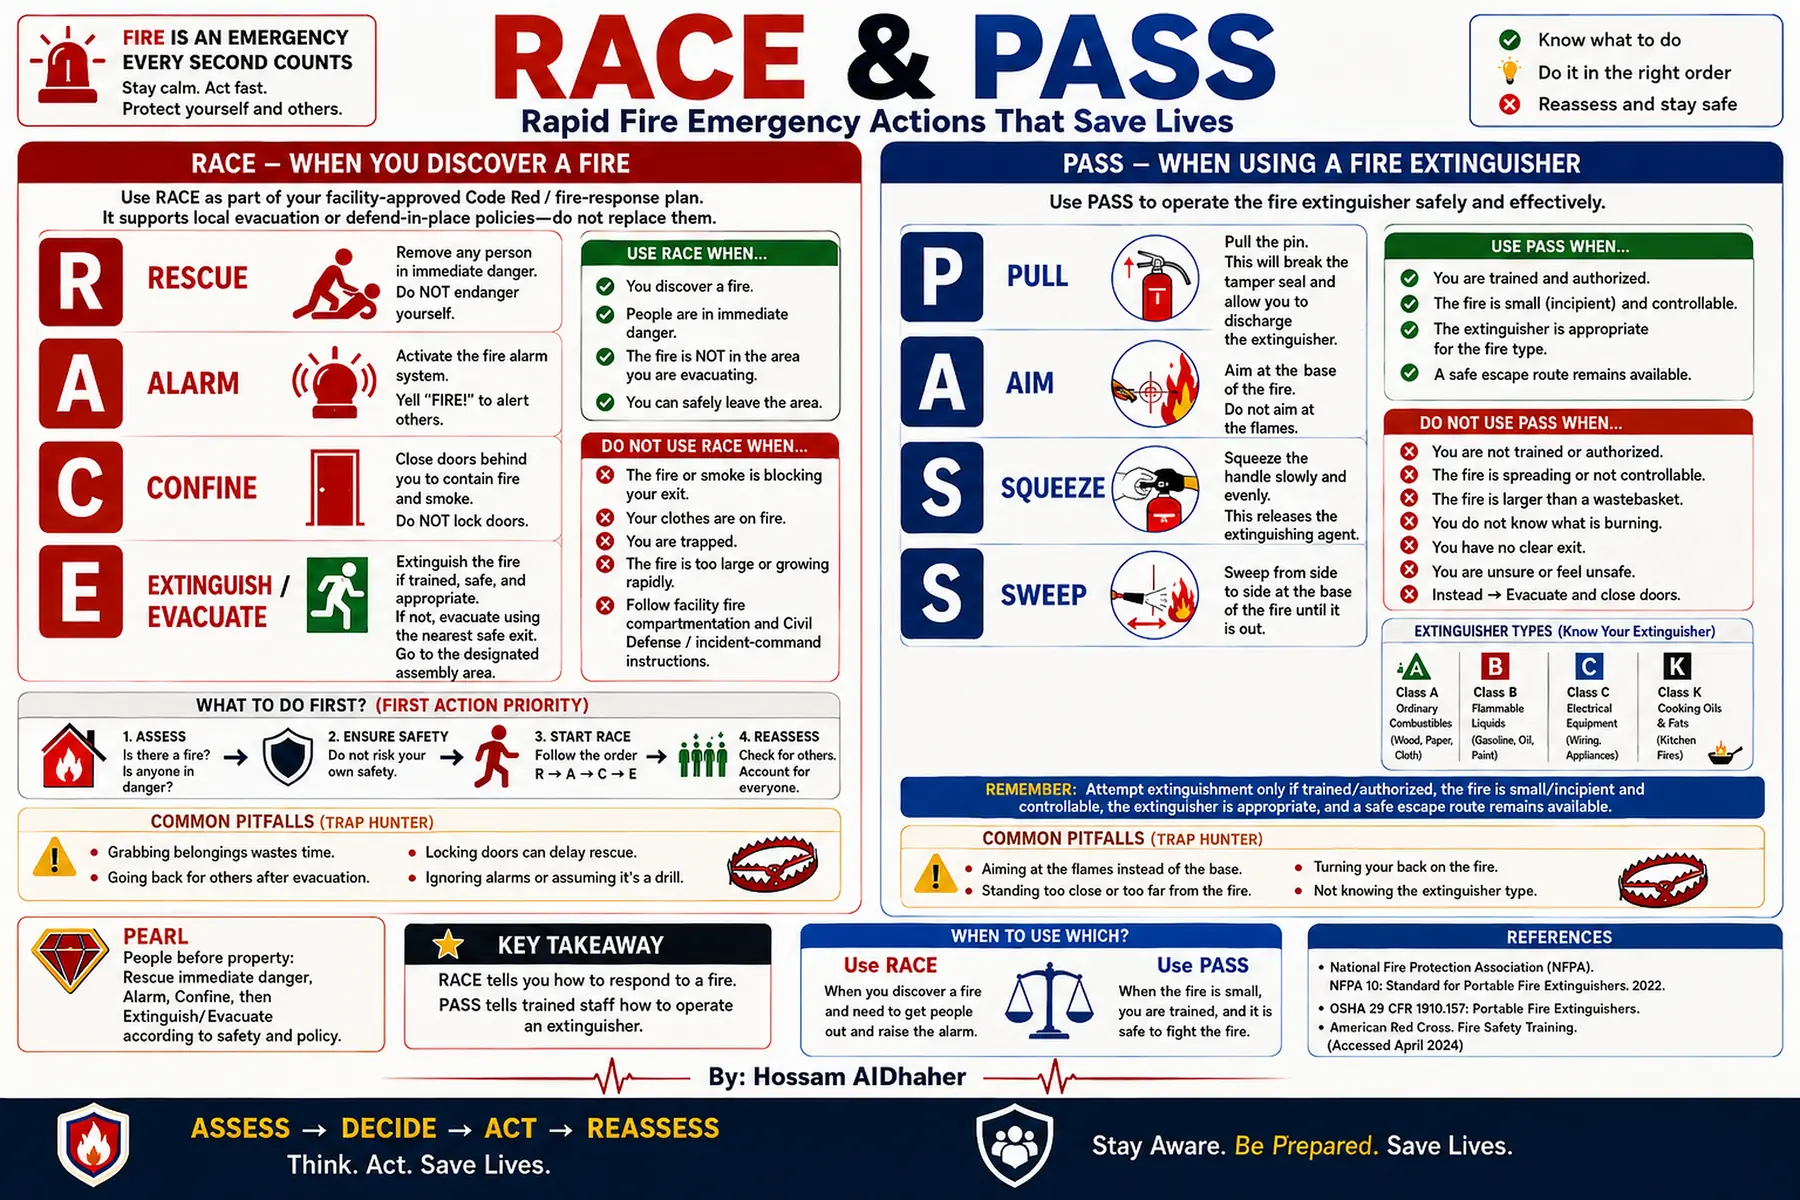 FIRE IS AN EMERGENCY
EVERY SECOND COUNTS
Stay calm. Act fast.
Protect yourself and others.
RACE & PASS
Rapid Fire Emergency Actions That Save Lives
Know what to do
Do it in the right order
Reassess and stay safe
RACE – WHEN YOU DISCOVER A FIRE
Use RACE as part of your facility-approved Code Red / fire-response plan.
It supports local evacuation or defend-in-place policies—do not replace them.
R
RESCUE
Remove any person
in immediate danger.
Do NOT endanger
yourself.
A
ALARM
Activate the fire alarm
system.
Yell “FIRE!” to alert
others.
C
CONFINE
Close doors behind
you to contain fire
and smoke.
Do NOT lock doors.
E
EXTINGUISH /
EVACUATE
Extinguish the fire
if trained, safe, and
appropriate.
If not, evacuate using
the nearest safe exit.
Go to the designated
assembly area.
USE RACE WHEN...
You discover a fire.
People are in immediate
danger.
The fire is NOT in the area
you are evacuating.
You can safely leave the area.
DO NOT USE RACE WHEN...
The fire or smoke is blocking
your exit.
Your clothes are on fire.
You are trapped.
The fire is too large or growing
rapidly.
Follow facility fire
compartmentation and Civil
Defense / incident-command
instructions.
WHAT TO DO FIRST? (FIRST ACTION PRIORITY)
1. ASSESS
Is there a fire?
Is anyone in
danger?
2. ENSURE SAFETY
Do not risk your
own safety.
3. START RACE
Follow the order
R → A → C → E
4. REASSESS
Check for others.
Account for
everyone.
COMMON PITFALLS (TRAP HUNTER)
• Grabbing belongings wastes time.
• Going back for others after evacuation.
• Locking doors can delay rescue.
• Ignoring alarms or assuming it's a drill.
PASS – WHEN USING A FIRE EXTINGUISHER
Use PASS to operate the fire extinguisher safely and effectively.
P
PULL
Pull the pin.
This will break the
tamper seal and
allow you to
discharge
the extinguisher.
A
AIM
Aim at the base
of the fire.
Do not aim at
the flames.
S
SQUEEZE
Squeeze the
handle slowly and
evenly.
This releases the
extinguishing agent.
S
SWEEP
Sweep from side
to side at the base
of the fire until it
is out.
USE PASS WHEN...
You are trained and authorized.
The fire is small (incipient) and controllable.
The extinguisher is appropriate
for the fire type.
A safe escape route remains available.
DO NOT USE PASS WHEN...
You are not trained or authorized.
The fire is spreading or not controllable.
The fire is larger than a wastebasket.
You do not know what is burning.
You have no clear exit.
You are unsure or feel unsafe.
Instead → Evacuate and close doors.
EXTINGUISHER TYPES (Know Your Extinguisher)
A
Class A
Ordinary
Combustibles
(Wood, Paper,
Cloth)
B
Class B
Flammable
Liquids
(Gasoline, Oil,
Paint)
C
Class C
Electrical
Equipment
(Wiring.
Appliances)
K
Class K
Cooking Oils
& Fats
(Kitchen
Fires)
REMEMBER: Attempt extinguishment only if trained/authorized, the fire is small/incipient and
controllable, the extinguisher is appropriate, and a safe escape route remains available.
COMMON PITFALLS (TRAP HUNTER)
• Aiming at the flames instead of the base.
• Standing too close or too far from the fire.
• Turning your back on the fire.
• Not knowing the extinguisher type.
PEARL
People before property:
Rescue immediate danger,
Alarm, Confine, then
Extinguish/Evacuate
according to safety and policy.
KEY TAKEAWAY
RACE tells you how to respond to a fire.
PASS tells trained staff how to operate
an extinguisher.
WHEN TO USE WHICH?
Use RACE
When you discover a fire
and need to get people
out and raise the alarm.
Use PASS
When the fire is small,
you are trained, and it is
safe to fight the fire.
REFERENCES
• National Fire Protection Association (NFPA).
NFPA 10: Standard for Portable Fire Extinguishers. 2022.
• OSHA 29 CFR 1910.157: Portable Fire Extinguishers.
• American Red Cross. Fire Safety Training.
(Accessed April 2024)
By: Hossam AlDhaher
ASSESS → DECIDE → ACT → REASSESS
Think. Act. Save Lives.
Stay Aware. Be Prepared. Save Lives.